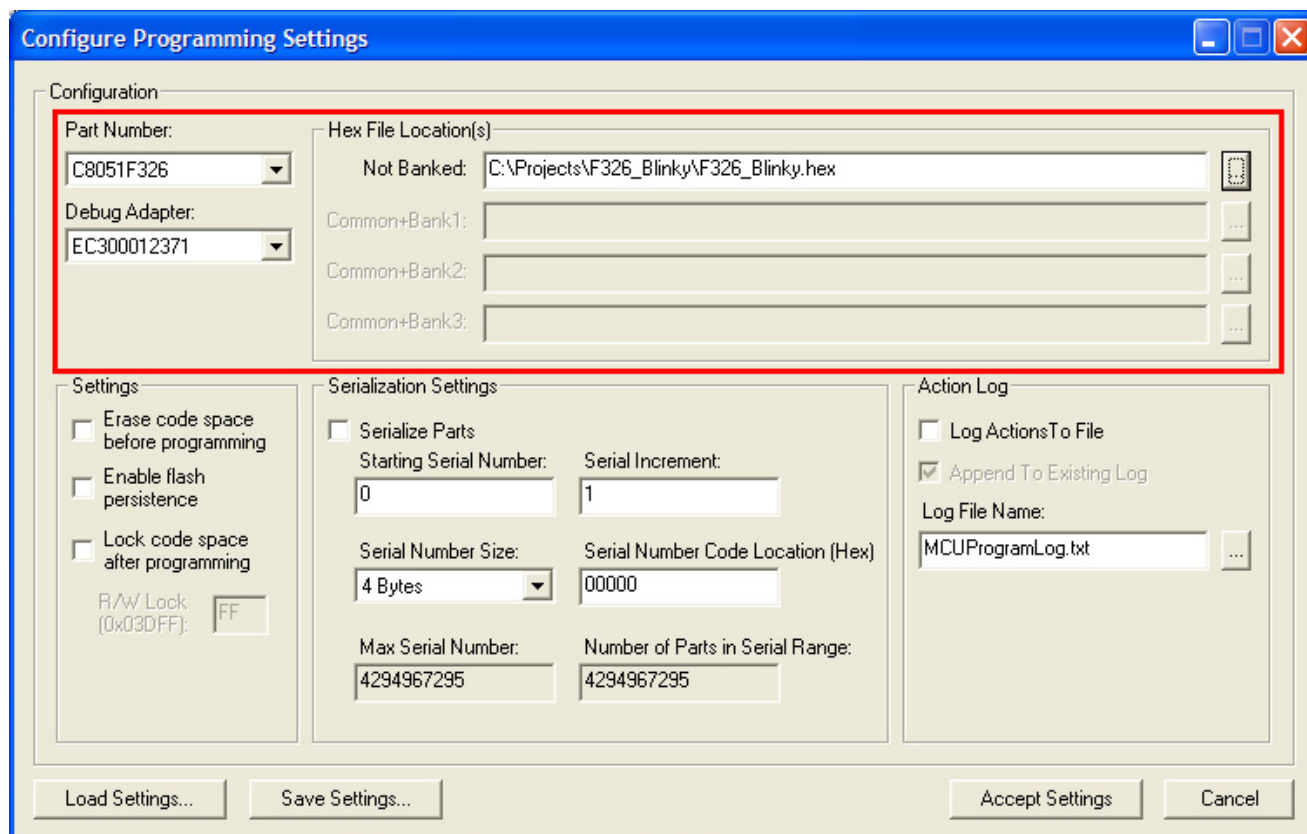 Configure Programming Settings
Configuration
Part Number:
C8051F326
Debug Adapter:
EC300012371
Hex File Location(s)
Not Banked: C:\Projects\F326_Blinky\F326_Blinky.hex
...
Common+Bank1:
...
Common+Bank2:
...
Common+Bank3:
...
Settings
Erase code space
before programming
Enable flash
persistence
Lock code space
after programming
R/W Lock
(0x03DFF): FF
Serialization Settings
Serialize Parts
Starting Serial Number: Serial Increment:
0 1
Serial Number Size: Serial Number Code Location (Hex)
4 Bytes 00000
Max Serial Number: Number of Parts in Serial Range:
4294967295 4294967295
Action Log
Log ActionsTo File
Append To Existing Log
Log File Name:
MCUProgramLog.txt ...
Load Settings... Save Settings... Accept Settings Cancel